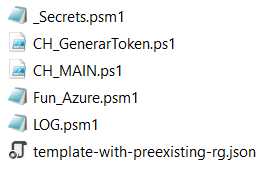 _Secrets.psm1
CH_GenerarToken.ps1
CH_MAIN.ps1
Fun_Azure.psm1
LOG.psm1
template-with-preexisting-rg.json